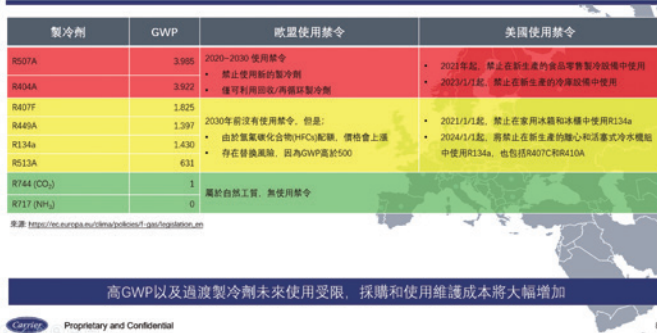 製冷劑 GWP 歐盟使用禁令 美國使用禁令
R507A 3.985
R404A 3.922
2020~2030 使用禁令
• 禁止使用新的製冷劑
• 僅可利用回收/再循環製冷劑
• 2021年起，禁止在新生產的食品零售製冷設備中使用
• 2023/1/1起，禁止在新生產的冷庫設備中使用
R407F 1.825
R449A 1.397
R134a 1.430
R513A 631
2030年前沒有使用禁令，但是:
• 由於氫氟碳化合物(HFCs)配額，價格會上漲
• 存在替換風險，因為GWP高於500
• 2021/1/1起，禁止在家用冰箱和冰櫃中使用R134a
• 2024/1/1起，將禁止在新生產的離心和活塞式冷水機組
中使用R134a，也包括R407C和R410A
R744 (CO₂) 1
R717 (NH₃) 0
屬於自然工質，無使用禁令
來源: https://ec.europa.eu/clima/policies/f-gas/legislation_en
高GWP以及過渡製冷劑未來使用受限，採購和使用維護成本將大幅增加
Carrier Proprietary and Confidential